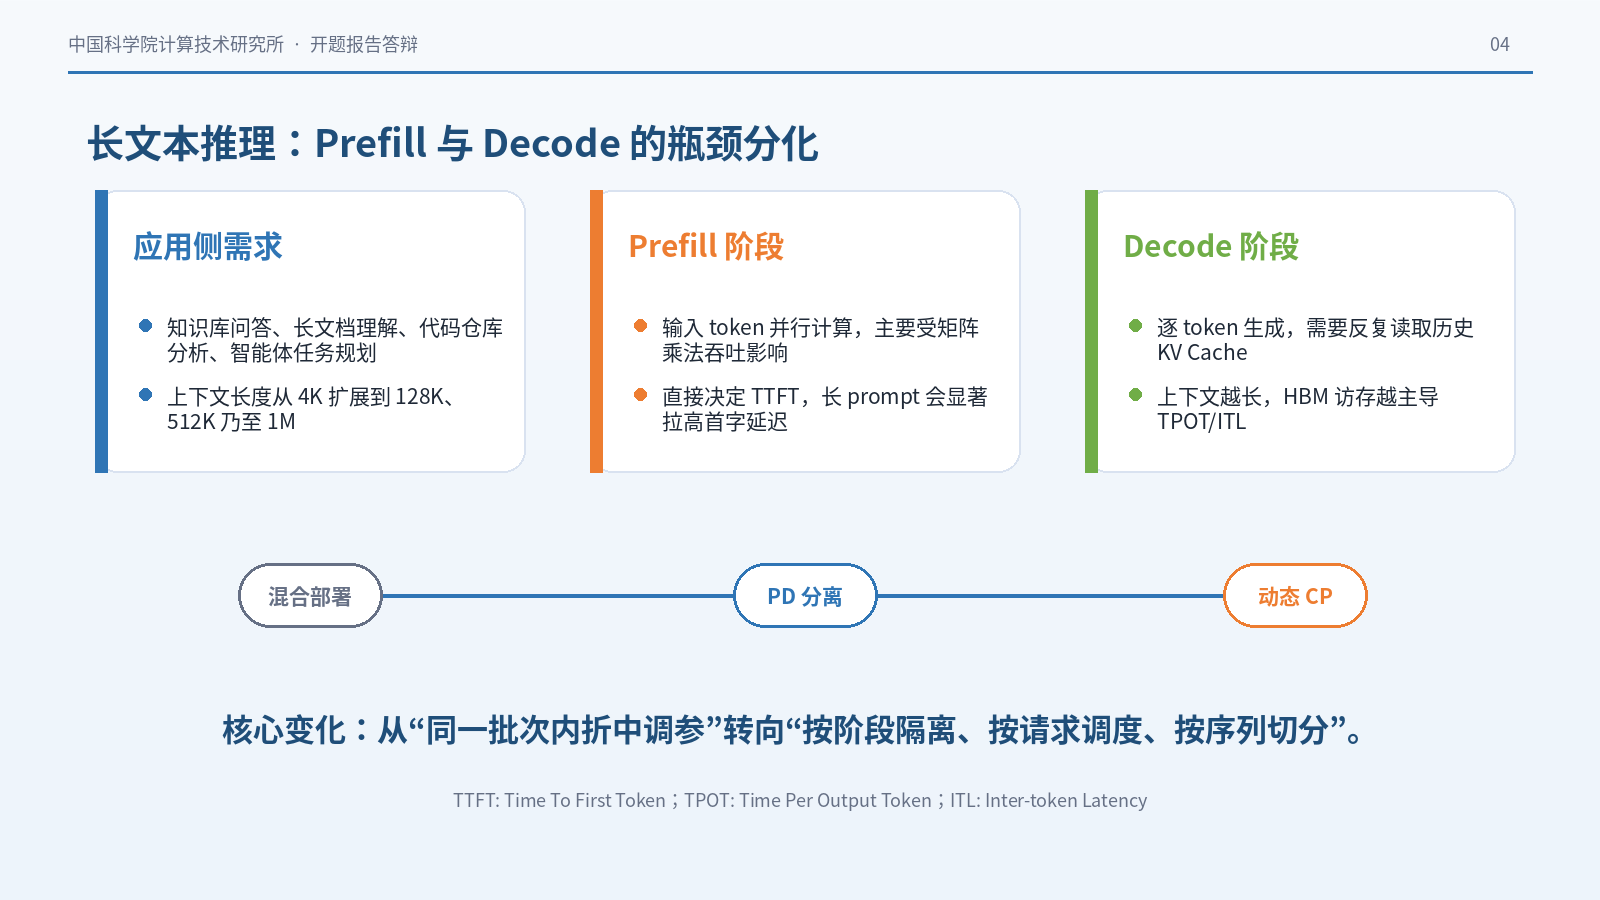 中国科学院计算技术研究所 · 开题报告答辩
04
长文本推理：Prefill 与 Decode 的瓶颈分化
应用侧需求
知识库问答、长文档理解、代码仓库
分析、智能体任务规划
上下文长度从 4K 扩展到 128K、
512K 乃至 1M
Prefill 阶段
输入 token 并行计算，主要受矩阵
乘法吞吐影响
直接决定 TTFT，长 prompt 会显著
拉高首字延迟
Decode 阶段
逐 token 生成，需要反复读取历史
KV Cache
上下文越长，HBM 访存越主导
TPOT/ITL
混合部署
PD 分离
动态 CP
核心变化：从“同一批次内折中调参”转向“按阶段隔离、按请求调度、按序列切分”。
TTFT: Time To First Token；TPOT: Time Per Output Token；ITL: Inter-token Latency